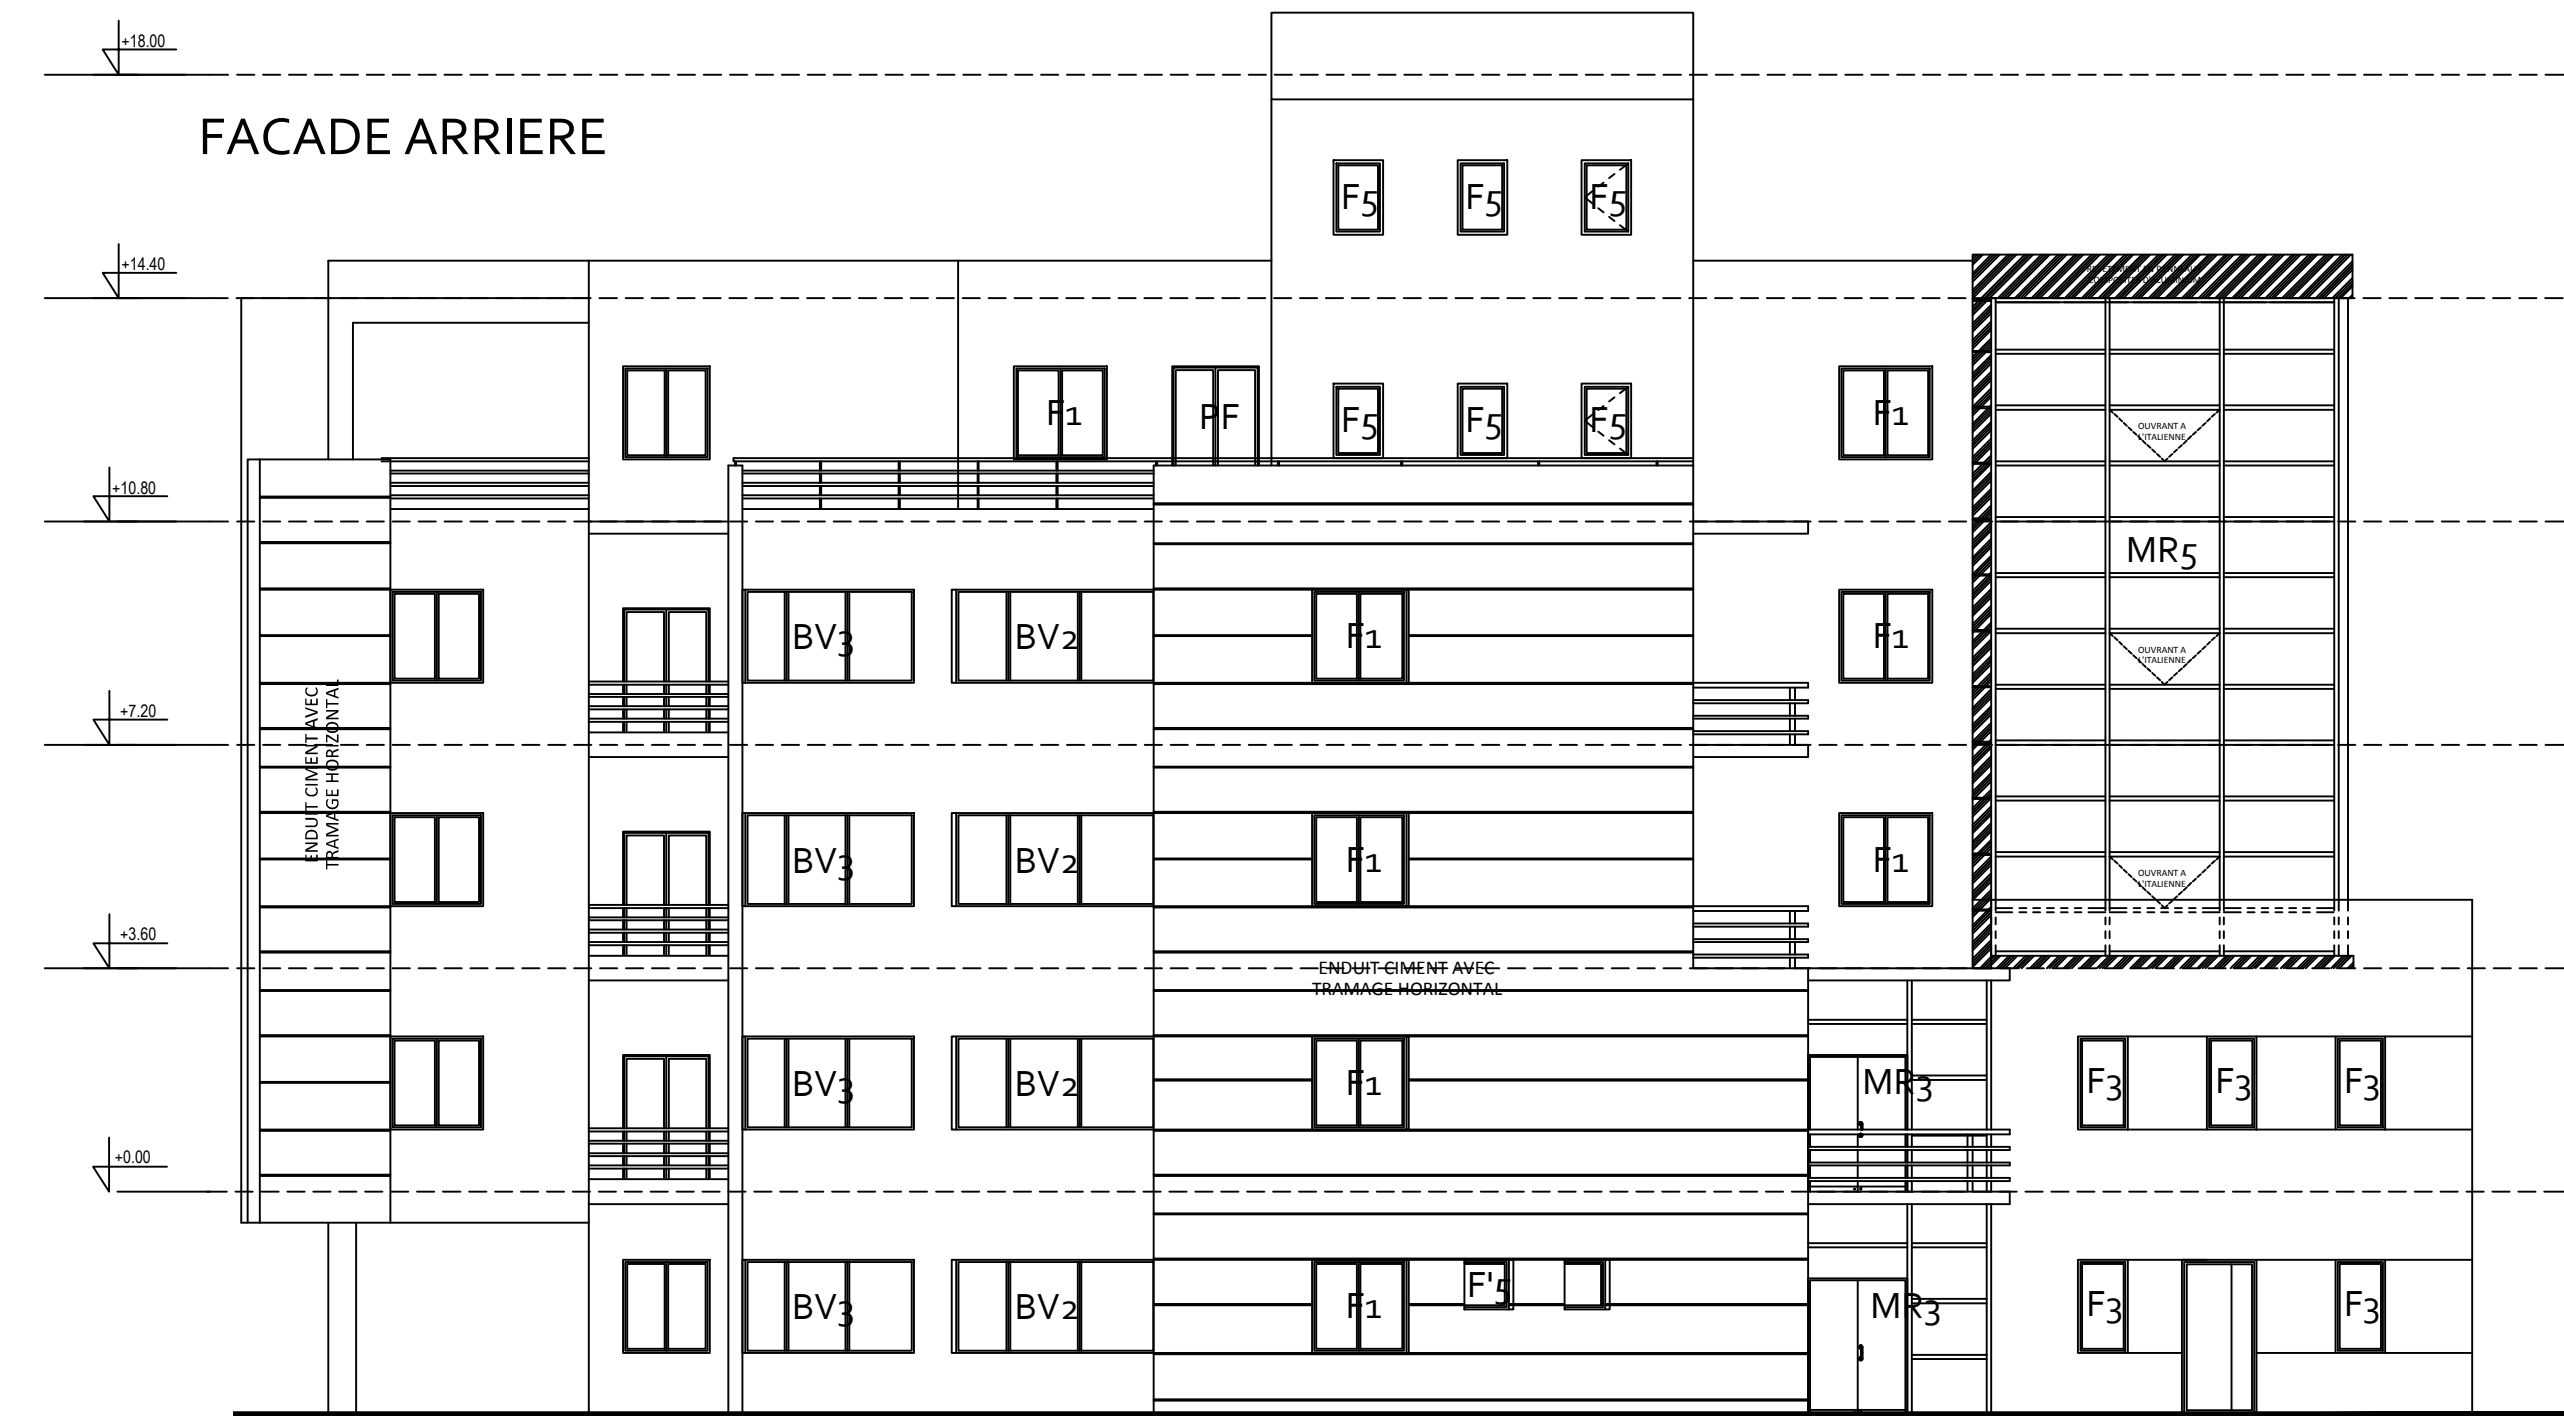 +18.00
FACADE ARRIERE
F5 F5 F5
+14.40
F1 PF F5 F5 F5 F1
OUVRANT A
L'ITALIENNE
+10.80
MR5
BV3 BV2 F1 F1
OUVRANT A
L'ITALIENNE
ENDUIT CIMENT AVEC
TRAMAGE HORIZONTAL
+7.20
BV3 BV2 F1 F1
OUVRANT A
L'ITALIENNE
+3.60
ENDUIT CIMENT AVEC
TRAMAGE HORIZONTAL
BV3 BV2 F1 MR3 F3 F3 F3
+0.00
F'5
BV3 BV2 F1 MR3 F3 F3